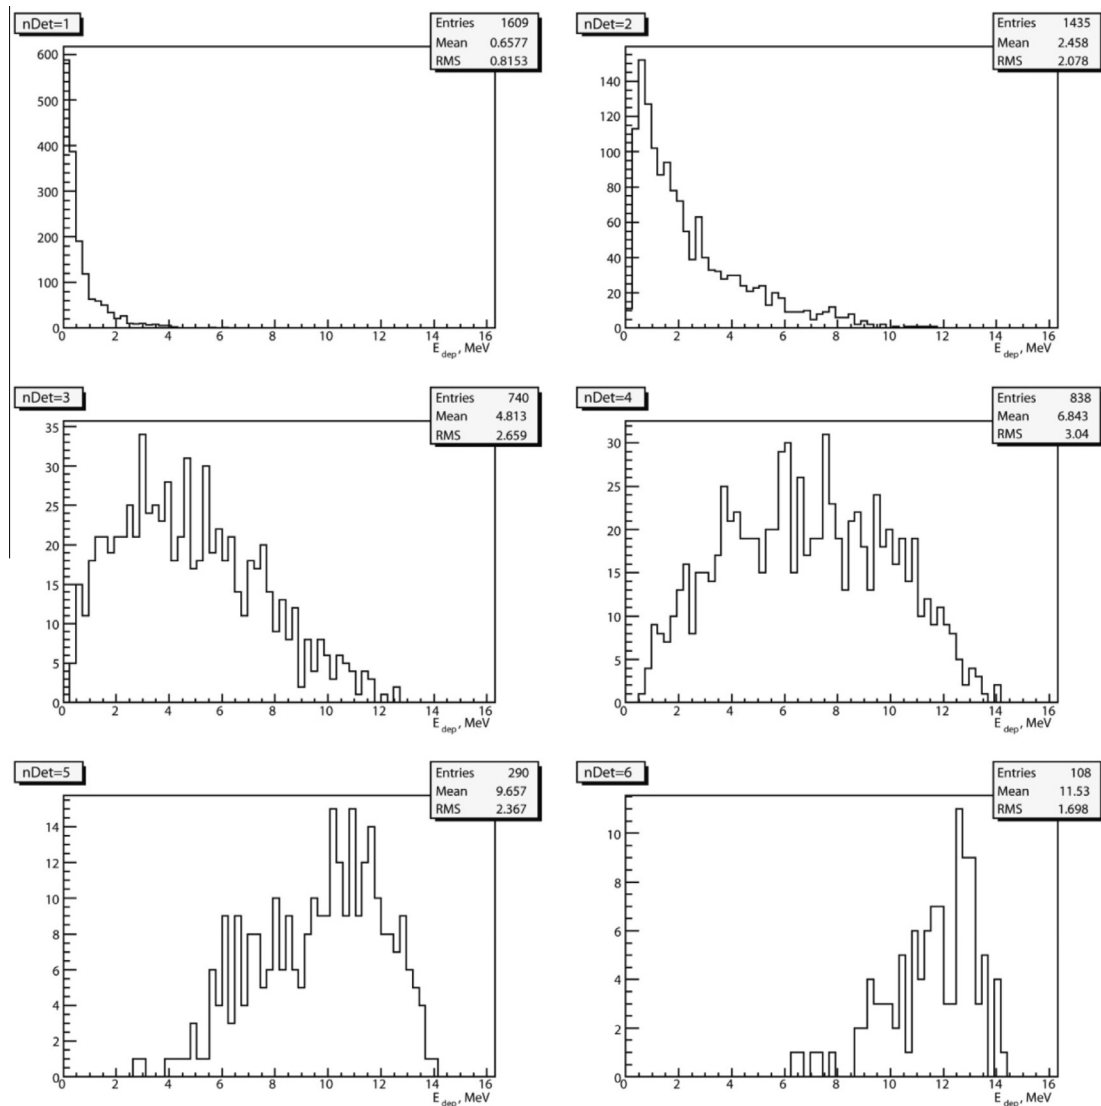 nDet=1
Entries 1609
Mean 0.6577
RMS 0.8153
600
500
400
300
200
100
0
0 2 4 6 8 10 12 14 16
E dep, MeV
nDet=2
Entries 1435
Mean 2.458
RMS 2.078
140
120
100
80
60
40
20
0
0 2 4 6 8 10 12 14 16
E dep, MeV
nDet=3
Entries 740
Mean 4.813
RMS 2.659
35
30
25
20
15
10
5
0
0 2 4 6 8 10 12 14 16
E dep, MeV
nDet=4
Entries 838
Mean 6.843
RMS 3.04
30
25
20
15
10
5
0
0 2 4 6 8 10 12 14 16
E dep, MeV
nDet=5
Entries 290
Mean 9.657
RMS 2.367
14
12
10
8
6
4
2
0
0 2 4 6 8 10 12 14 16
E dep, MeV
nDet=6
Entries 108
Mean 11.53
RMS 1.698
10
8
6
4
2
0
0 2 4 6 8 10 12 14 16
E dep, MeV